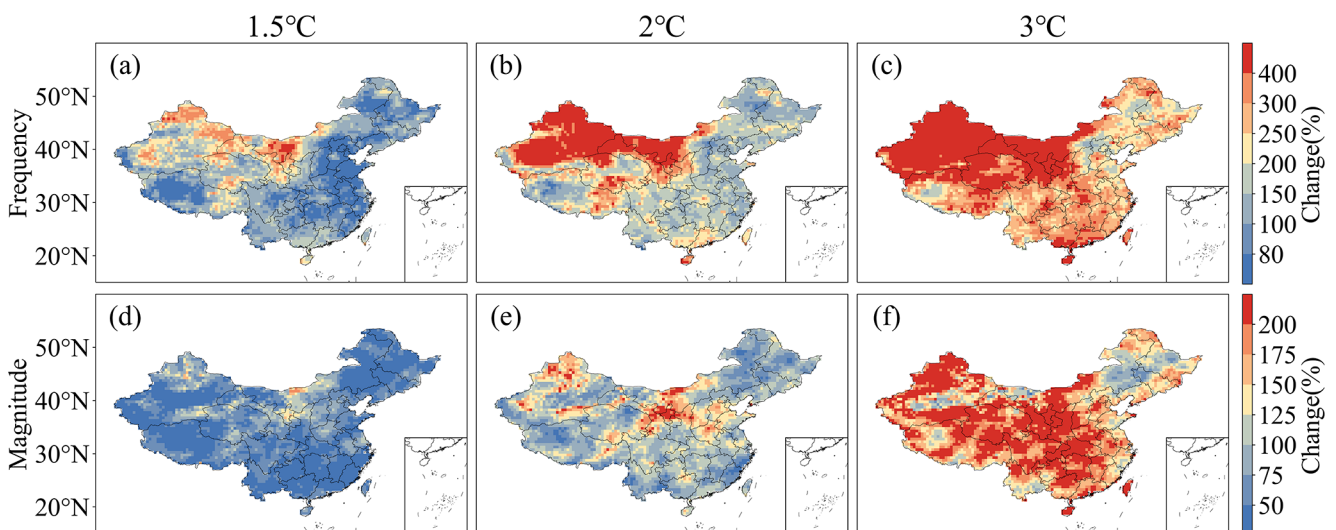 1.5℃ 2℃ 3℃
(a) (b) (c)
Frequency
50°N
40°N
30°N
20°N
400
300
250
200
150
100
80
Change(%)
(d) (e) (f)
Magnitude
50°N
40°N
30°N
20°N
200
175
150
125
100
75
50
Change(%)